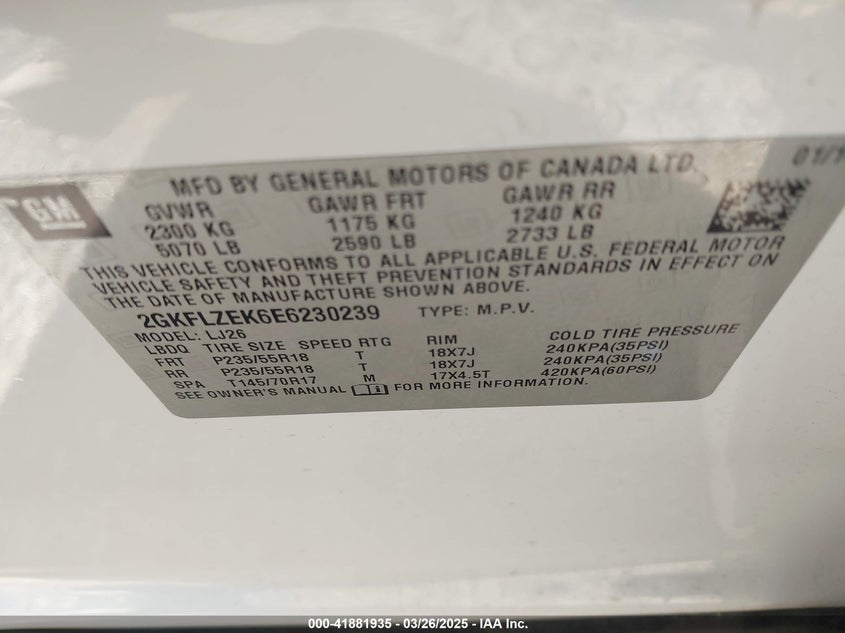 MFD BY GENERAL MOTORS OF CANADA LTD.
01/1
GM
GVWR GAWR FRT GAWR RR
2300 KG 1175 KG 1240 KG
5070 LB 2590 LB 2733 LB
THIS VEHICLE CONFORMS TO ALL APPLICABLE U.S. FEDERAL MOTOR
VEHICLE SAFETY AND THEFT PREVENTION STANDARDS IN EFFECT ON
THE DATE OF MANUFACTURE SHOWN ABOVE.
2GKFLZEK6E6230239 TYPE: M.P.V.
MODEL: LJ26
LBDQ TIRE SIZE SPEED RTG RIM COLD TIRE PRESSURE
FRT P235/55R18 T 18X7J 240KPA(35PSI)
RR P235/55R18 T 18X7J 240KPA(35PSI)
SPA T145/70R17 M 17X4.5T 420KPA(60PSI)
SEE OWNER'S MANUAL FOR MORE INFORMATION.
000-41881935 - 03/26/2025 - IAA Inc.